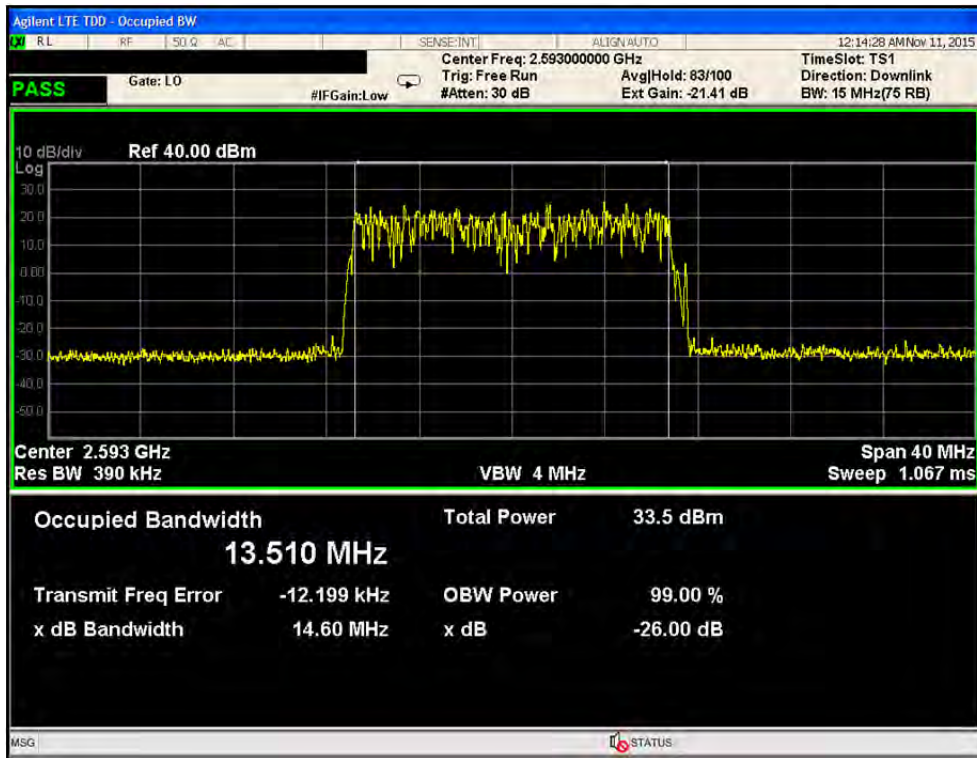 Agilent LTE TDD - Occupied BW
RL RF 50 Ω AC SENSE:INT ALIGN AUTO 12:14:28 AM Nov 11, 2015
Center Freq: 2.593000000 GHz TimeSlot: TS1
PASS Gate: LO Trig: Free Run Avg|Hold: 83/100 Direction: Downlink
#IFGain:Low #Atten: 30 dB Ext Gain: -21.41 dB BW: 15 MHz(75 RB)
10 dB/div Ref 40.00 dBm
Log
30.0
20.0
10.0
0.00
-10.0
-20.0
-30.0
-40.0
-50.0
Center 2.593 GHz Span 40 MHz
Res BW 390 kHz VBW 4 MHz Sweep 1.067 ms
Occupied Bandwidth Total Power 33.5 dBm
13.510 MHz
Transmit Freq Error -12.199 kHz OBW Power 99.00 %
x dB Bandwidth 14.60 MHz x dB -26.00 dB
MSG STATUS